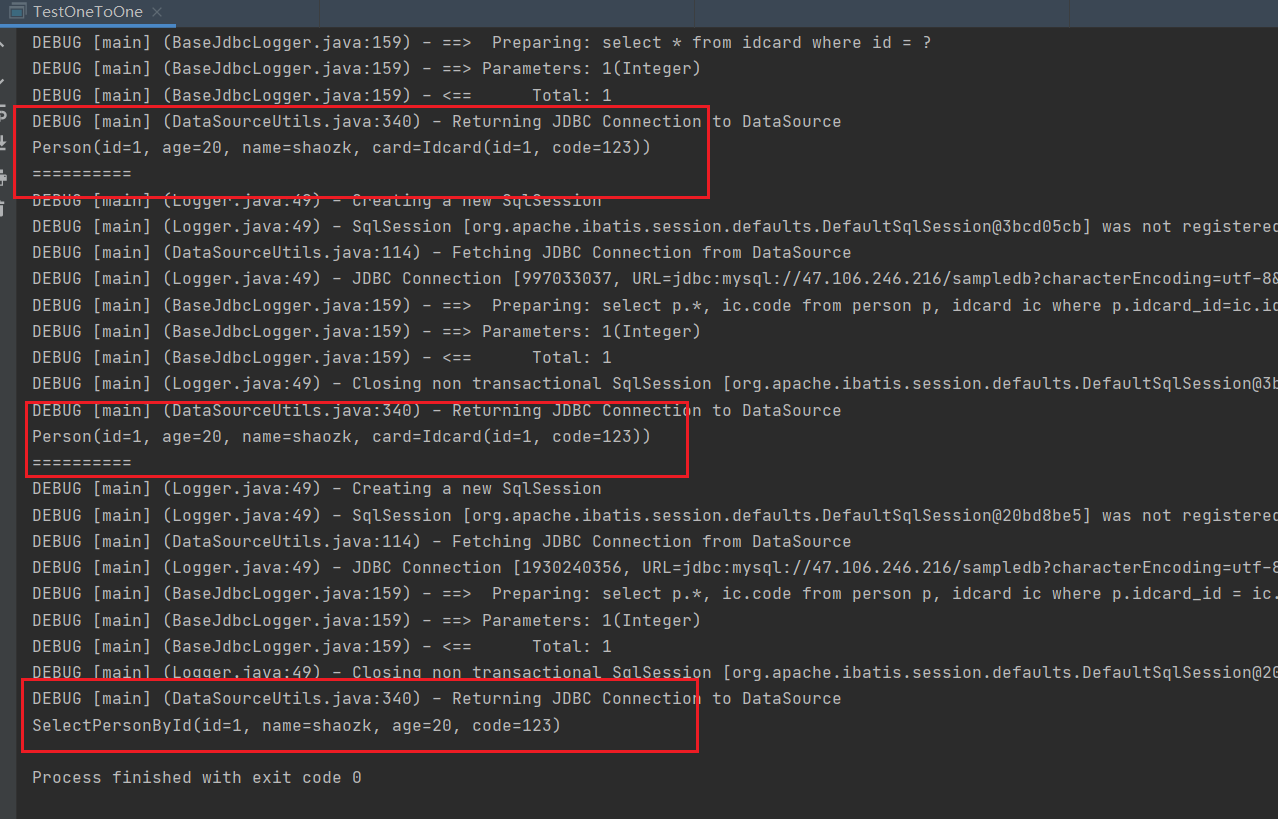 TestOneToOne
DEBUG [main] (BaseJdbcLogger.java:159) - ==>  Preparing: select * from idcard where id = ?
DEBUG [main] (BaseJdbcLogger.java:159) - ==> Parameters: 1(Integer)
DEBUG [main] (BaseJdbcLogger.java:159) - <==      Total: 1
DEBUG [main] (DataSourceUtils.java:340) - Returning JDBC Connection to DataSource
Person(id=1, age=20, name=shaozk, card=Idcard(id=1, code=123))
==========
DEBUG [main] (Logger.java:49) - Creating a new SqlSession
DEBUG [main] (Logger.java:49) - SqlSession [org.apache.ibatis.session.defaults.DefaultSqlSession@3bcd05cb] was not registered
DEBUG [main] (DataSourceUtils.java:114) - Fetching JDBC Connection from DataSource
DEBUG [main] (Logger.java:49) - JDBC Connection [997033037, URL=jdbc:mysql://47.106.246.216/sampledb?characterEncoding=utf-8&
DEBUG [main] (BaseJdbcLogger.java:159) - ==>  Preparing: select p.*, ic.code from person p, idcard ic where p.idcard_id=ic.id
DEBUG [main] (BaseJdbcLogger.java:159) - ==> Parameters: 1(Integer)
DEBUG [main] (BaseJdbcLogger.java:159) - <==      Total: 1
DEBUG [main] (Logger.java:49) - Closing non transactional SqlSession [org.apache.ibatis.session.defaults.DefaultSqlSession@3b
DEBUG [main] (DataSourceUtils.java:340) - Returning JDBC Connection to DataSource
Person(id=1, age=20, name=shaozk, card=Idcard(id=1, code=123))
==========
DEBUG [main] (Logger.java:49) - Creating a new SqlSession
DEBUG [main] (Logger.java:49) - SqlSession [org.apache.ibatis.session.defaults.DefaultSqlSession@20bd8be5] was not registered
DEBUG [main] (DataSourceUtils.java:114) - Fetching JDBC Connection from DataSource
DEBUG [main] (Logger.java:49) - JDBC Connection [1930240356, URL=jdbc:mysql://47.106.246.216/sampledb?characterEncoding=utf-8
DEBUG [main] (BaseJdbcLogger.java:159) - ==>  Preparing: select p.*, ic.code from person p, idcard ic where p.idcard_id = ic.
DEBUG [main] (BaseJdbcLogger.java:159) - ==> Parameters: 1(Integer)
DEBUG [main] (BaseJdbcLogger.java:159) - <==      Total: 1
DEBUG [main] (Logger.java:49) - Closing non transactional SqlSession [org.apache.ibatis.session.defaults.DefaultSqlSession@20
DEBUG [main] (DataSourceUtils.java:340) - Returning JDBC Connection to DataSource
SelectPersonById(id=1, name=shaozk, age=20, code=123)
Process finished with exit code 0